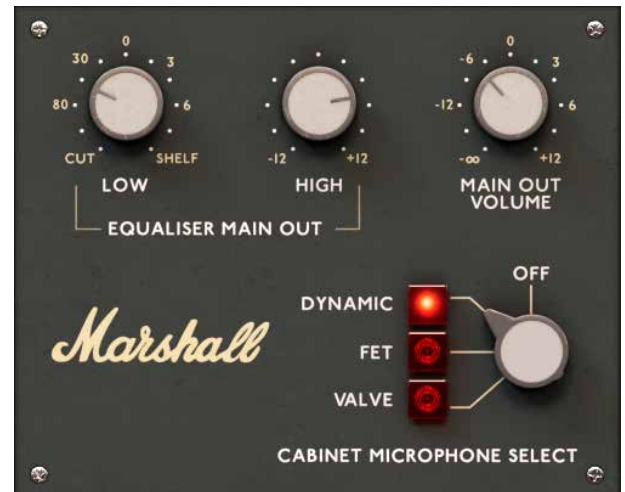 0 0
30 3 -6 3
80 6 -12 6
CUT SHELF -12 +12 -∞ +12
LOW HIGH MAIN OUT
VOLUME
EQUALISER MAIN OUT
OFF
DYNAMIC
Marshall
FET
VALVE
CABINET MICROPHONE SELECT